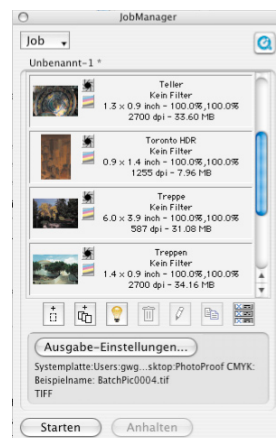 JobManager
Job
Unbenannt-1 *
Teller
Kein Filter
1.3 x 0.9 inch - 100.0%,100.0%
2700 dpi - 33.60 MB
Toronto HDR
Kein Filter
0.9 x 1.4 inch - 100.0%,100.0%
1255 dpi - 7.96 MB
Treppe
Kein Filter
6.0 x 3.9 inch - 100.0%,100.0%
587 dpi - 31.08 MB
Treppen
Kein Filter
1.4 x 0.9 inch - 100.0%,100.0%
2700 dpi - 34.16 MB
Ausgabe-Einstellungen...
Systemplatte:Users:gwg...sktop:PhotoProof CMYK:
Beispielname: BatchPic0004.tif
TIFF
Starten
Anhalten